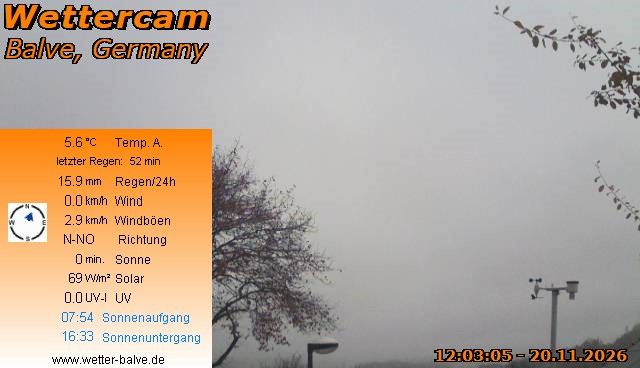 Wettercam
Balve, Germany
5.6 °C Temp. A.
letzter Regen: 52 min
15.9 mm Regen/24h
0.0 km/h Wind
2.9 km/h Windböen
N-NO Richtung
0 min. Sonne
69 W/m² Solar
0.0 UV-I UV
07:54 Sonnenaufgang
16:33 Sonnenuntergang
www.wetter-balve.de
N
W E
S
12:03:05 - 20.11.2026